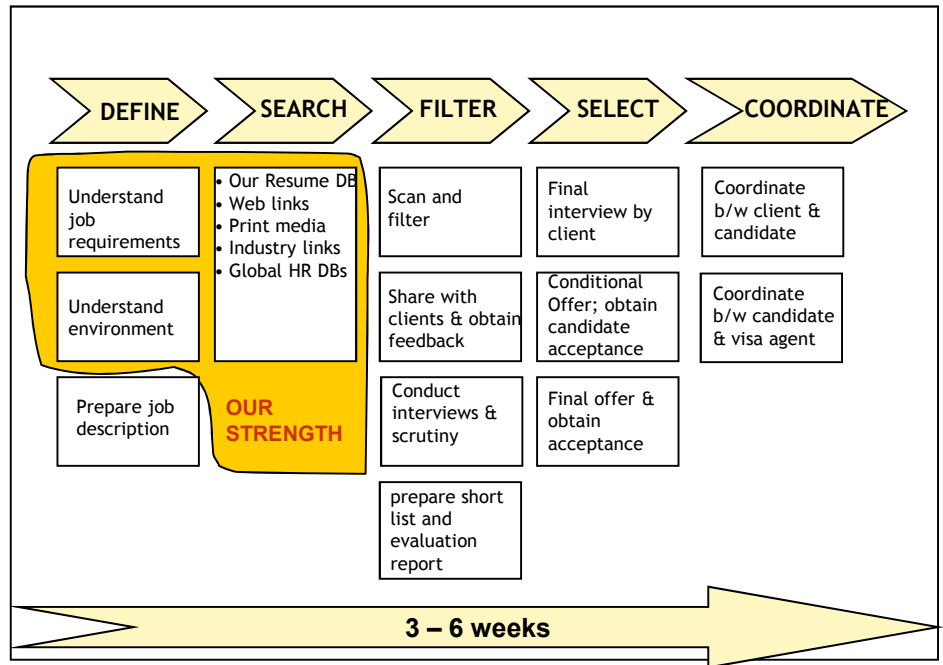 DEFINE
SEARCH
FILTER
SELECT
COORDINATE
Understand
job
requirements
Understand
environment
Prepare job
description
• Our Resume DB
• Web links
• Print media
• Industry links
• Global HR DBs
OUR
STRENGTH
Scan and
filter
Share with
clients & obtain
feedback
Conduct
interviews &
scrutiny
prepare short
list and
evaluation
report
Final
interview by
client
Conditional
Offer; obtain
candidate
acceptance
Final offer &
obtain
acceptance
Coordinate
b/w client &
candidate
Coordinate
b/w candidate
& visa agent
3 – 6 weeks